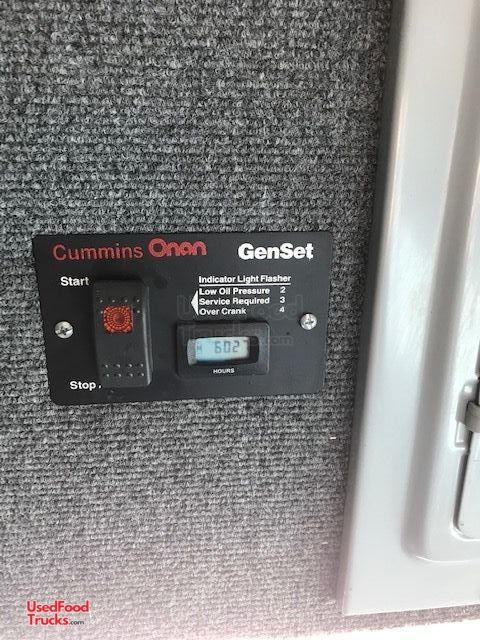 Cummins Onan GenSet
Start
Indicator Light Flasher
Low Oil Pressure 2
Service Required 3
Over Crank 4
HOURS
Stop
UsedFood
Trucks.com